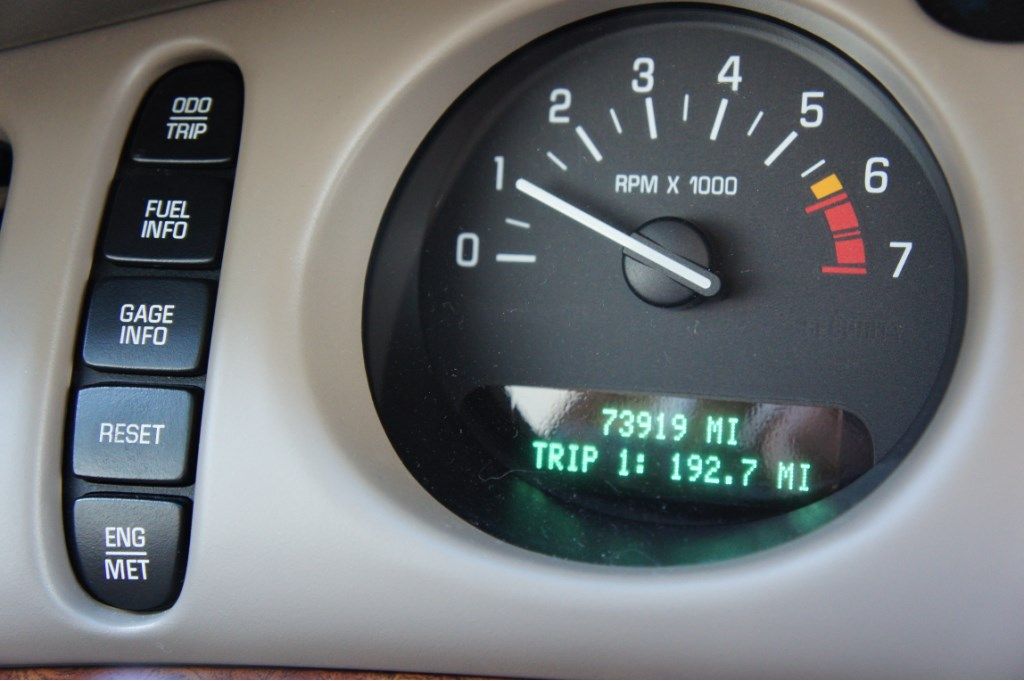 ODO
TRIP
FUEL
INFO
GAGE
INFO
RESET
ENG
MET
0
1
2
3
4
5
6
7
RPM X 1000
73919 MI
TRIP 1: 192.7 MI